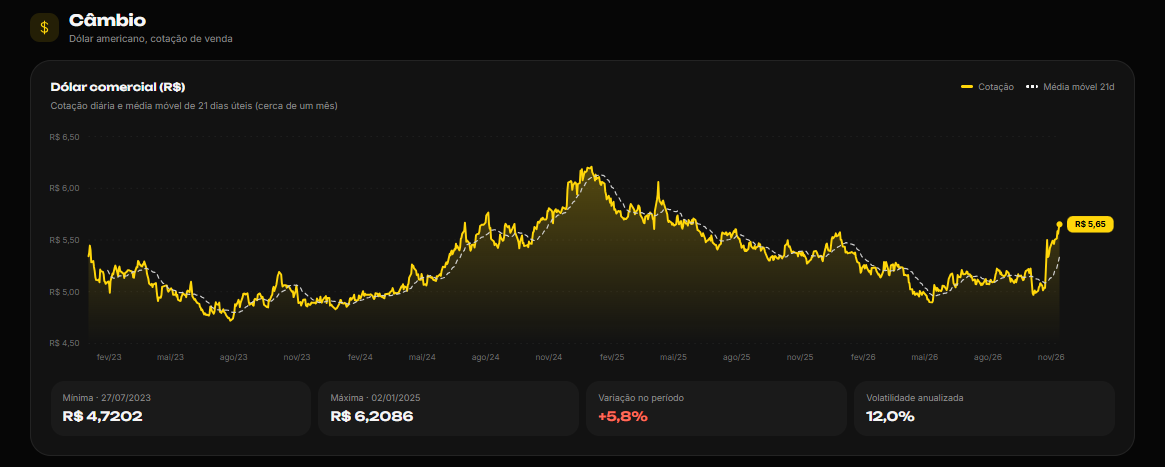 $
Câmbio
Dólar americano, cotação de venda
Dólar comercial (R$)
Cotação diária e média móvel de 21 dias úteis (cerca de um mês)
Cotação
Média móvel 21d
R$ 6,50
R$ 6,00
R$ 5,50
R$ 5,00
R$ 4,50
R$ 5,65
fev/23 mai/23 ago/23 nov/23 fev/24 mai/24 ago/24 nov/24 fev/25 mai/25 ago/25 nov/25 fev/26 mai/26 ago/26 nov/26
Mínima · 27/07/2023
R$ 4,7202
Máxima · 02/01/2025
R$ 6,2086
Variação no período
+5,8%
Volatilidade anualizada
12,0%